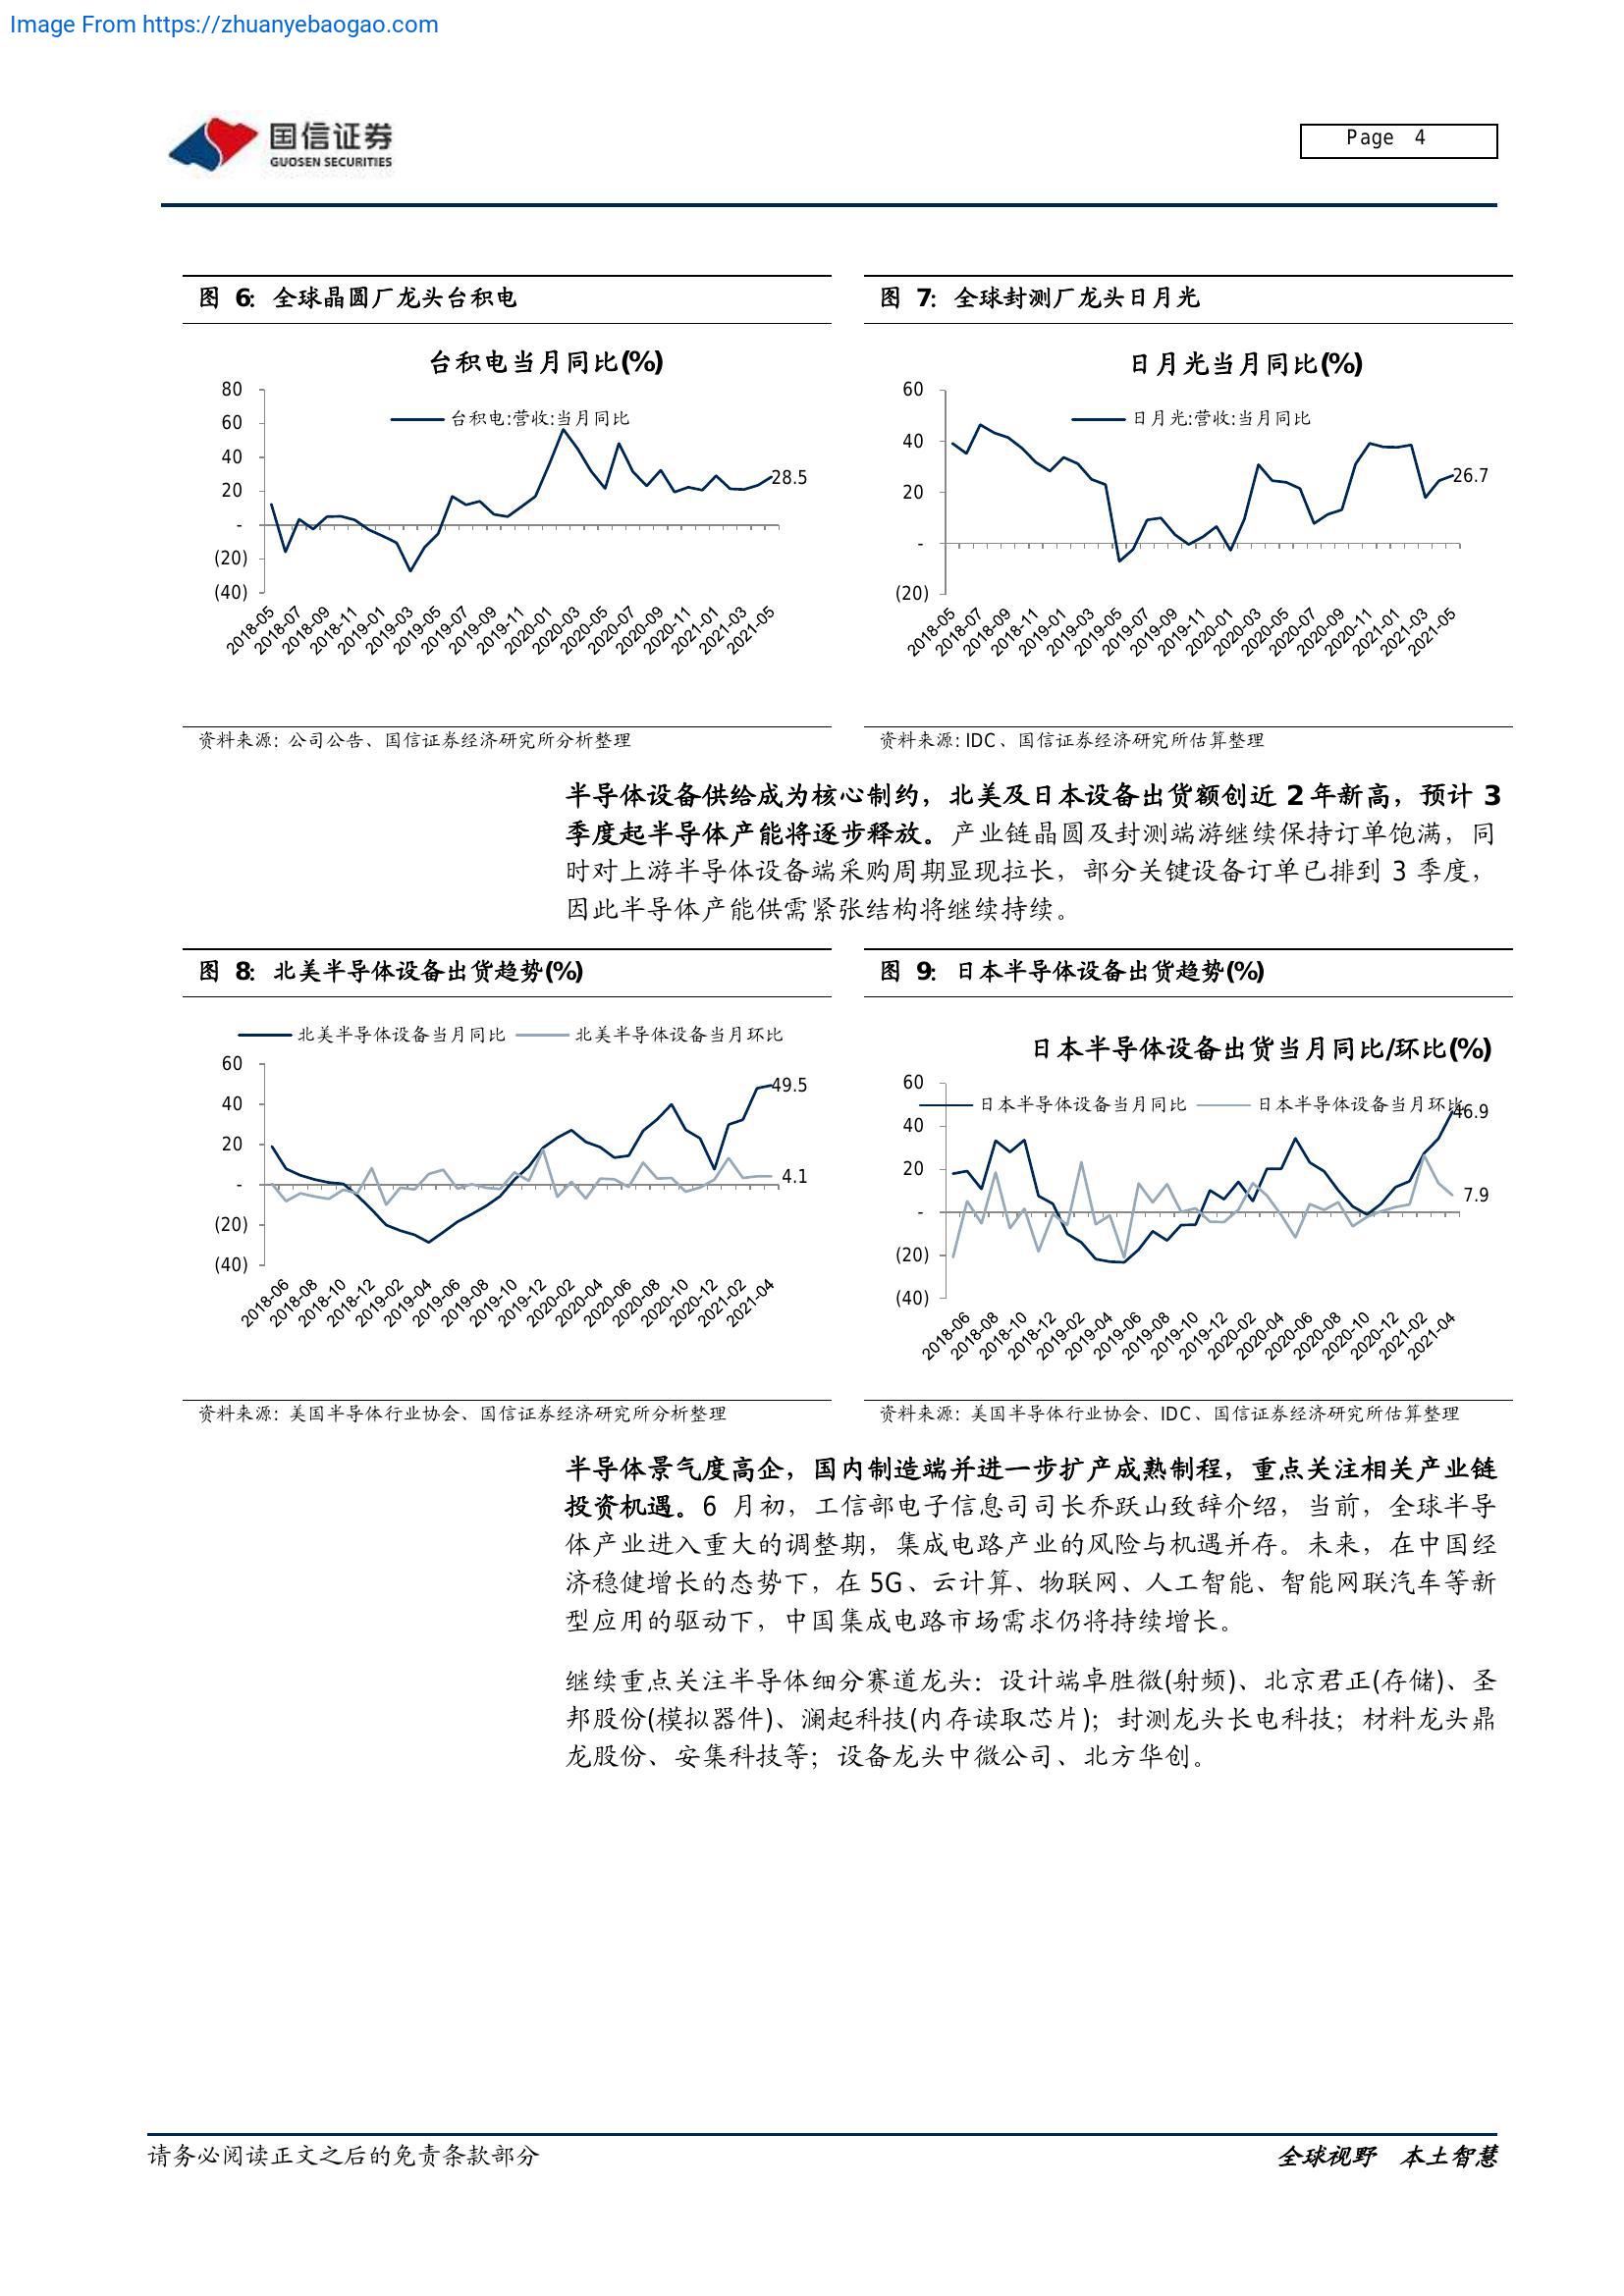 Image From https://zhuanyebaogao.com
国信证券
GUOSEN SECURITIES
Page 4
图 6: 全球晶圆厂龙头台积电
台积电当月同比(%)
台积电:营收:当月同比
80
60
40
20
-
(20)
(40)
28.5
2018-05 2018-07 2018-09 2018-11 2019-01 2019-03 2019-05 2019-07 2019-09 2019-11 2020-01 2020-03 2020-05 2020-07 2020-09 2020-11 2021-01 2021-03 2021-05
资料来源: 公司公告、国信证券经济研究所分析整理
图 7: 全球封测厂龙头日月光
日月光当月同比(%)
日月光:营收:当月同比
60
40
20
-
(20)
26.7
2018-05 2018-07 2018-09 2018-11 2019-01 2019-03 2019-05 2019-07 2019-09 2019-11 2020-01 2020-03 2020-05 2020-07 2020-09 2020-11 2021-01 2021-03 2021-05
资料来源: IDC、国信证券经济研究所估算整理
半导体设备供给成为核心制约，北美及日本设备出货额创近 2 年新高，预计 3
季度起半导体产能将逐步释放。产业链晶圆及封测端游继续保持订单饱满，同
时对上游半导体设备端采购周期显现拉长，部分关键设备订单已排到 3 季度，
因此半导体产能供需紧张结构将继续持续。
图 8: 北美半导体设备出货趋势(%)
北美半导体设备当月同比 北美半导体设备当月环比
60
40
20
-
(20)
(40)
49.5
4.1
2018-06 2018-08 2018-10 2018-12 2019-02 2019-04 2019-06 2019-08 2019-10 2019-12 2020-02 2020-04 2020-06 2020-08 2020-10 2020-12 2021-02 2021-04
资料来源: 美国半导体行业协会、国信证券经济研究所分析整理
图 9: 日本半导体设备出货趋势(%)
日本半导体设备出货当月同比/环比(%)
日本半导体设备当月同比 日本半导体设备当月环比
60
40
20
-
(20)
(40)
46.9
7.9
2018-06 2018-08 2018-10 2018-12 2019-02 2019-04 2019-06 2019-08 2019-10 2019-12 2020-02 2020-04 2020-06 2020-08 2020-10 2020-12 2021-02 2021-04
资料来源: 美国半导体行业协会、IDC、国信证券经济研究所估算整理
半导体景气度高企，国内制造端并进一步扩产成熟制程，重点关注相关产业链
投资机遇。6 月初，工信部电子信息司司长乔跃山致辞介绍，当前，全球半导
体产业进入重大的调整期，集成电路产业的风险与机遇并存。未来，在中国经
济稳健增长的态势下，在 5G、云计算、物联网、人工智能、智能网联汽车等新
型应用的驱动下，中国集成电路市场需求仍将持续增长。
继续重点关注半导体细分赛道龙头：设计端卓胜微(射频)、北京君正(存储)、圣
邦股份(模拟器件)、澜起科技(内存读取芯片)；封测龙头长电科技；材料龙头鼎
龙股份、安集科技等；设备龙头中微公司、北方华创。
请务必阅读正文之后的免责条款部分
全球视野 本土智慧